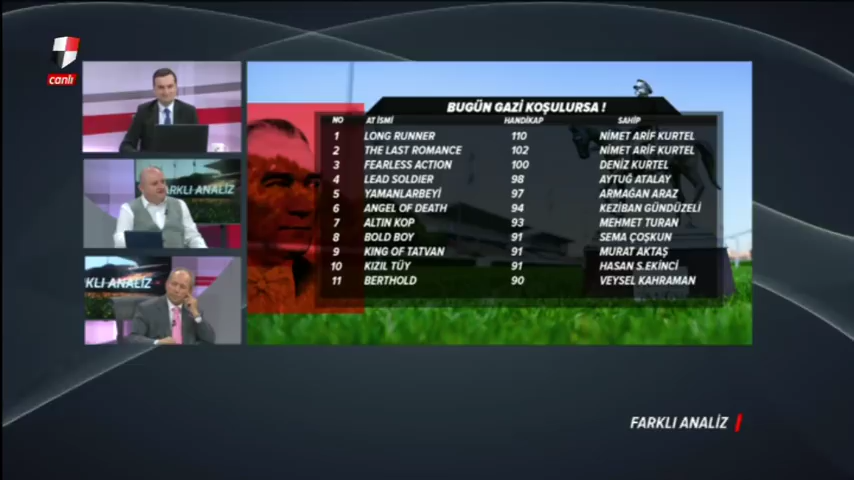 canlı
BUGÜN GAZİ KOŞULURSA !
NO AT İSMİ HANDİKAP SAHİP
1 LONG RUNNER 110 NİMET ARİF KURTEL
2 THE LAST ROMANCE 102 NİMET ARİF KURTEL
3 FEARLESS ACTION 100 DENİZ KURTEL
4 LEAD SOLDIER 98 AYTUĞ ATALAY
5 YAMANLARBEYİ 97 ARMAĞAN ARAZ
6 ANGEL OF DEATH 94 KEZİBAN GÜNDÜZELİ
7 ALTIN KOP 93 MEHMET TURAN
8 BOLD BOY 91 SEMA ÇOŞKUN
9 KING OF TATVAN 91 MURAT AKTAŞ
10 KIZIL TÜY 91 HASAN S.EKİNCİ
11 BERTHOLD 90 VEYSEL KAHRAMAN
FARKLI ANALİZ
KLI ANALİZ
FARKLI ANALİZ